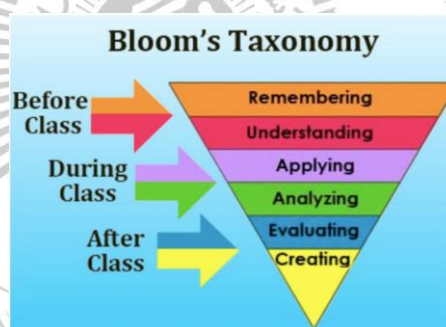 Bloom's Taxonomy
Before
Class
During
Class
After
Class
Remembering
Understanding
Applying
Analyzing
Evaluating
Creating